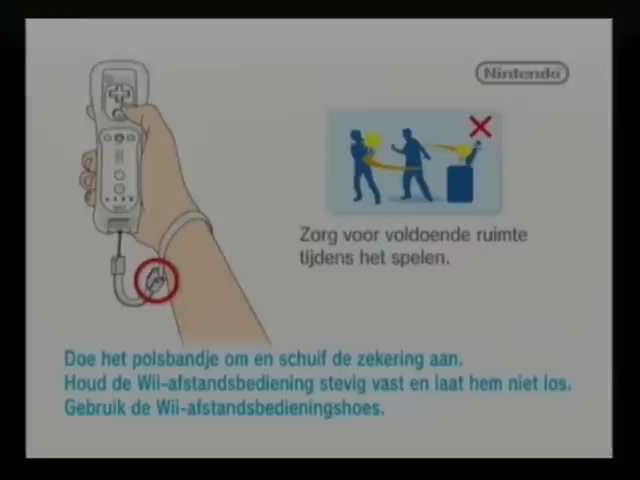 Nintendo
Zorg voor voldoende ruimte
tijdens het spelen.
Doe het polsbandje om en schuif de zekering aan.
Houd de Wii-afstandsbediening stevig vast en laat hem niet los.
Gebruik de Wii-afstandsbedieningshoes.